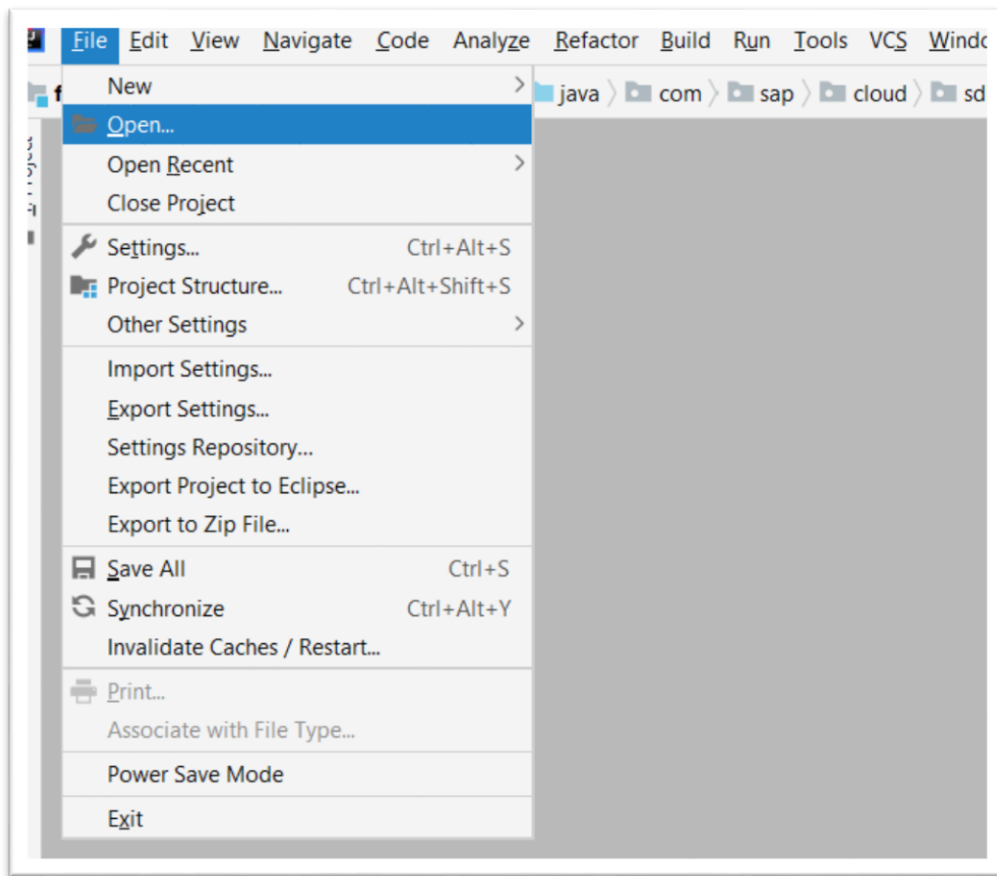 File Edit View Navigate Code Analyze Refactor Build Run Tools VCS
java com sap cloud
New
Open...
Open Recent
Close Project
Settings... Ctrl+Alt+S
Project Structure... Ctrl+Alt+Shift+S
Other Settings
Import Settings...
Export Settings...
Settings Repository...
Export Project to Eclipse...
Export to Zip File...
Save All Ctrl+S
Synchronize Ctrl+Alt+Y
Invalidate Caches / Restart...
Print...
Associate with File Type...
Power Save Mode
Exit